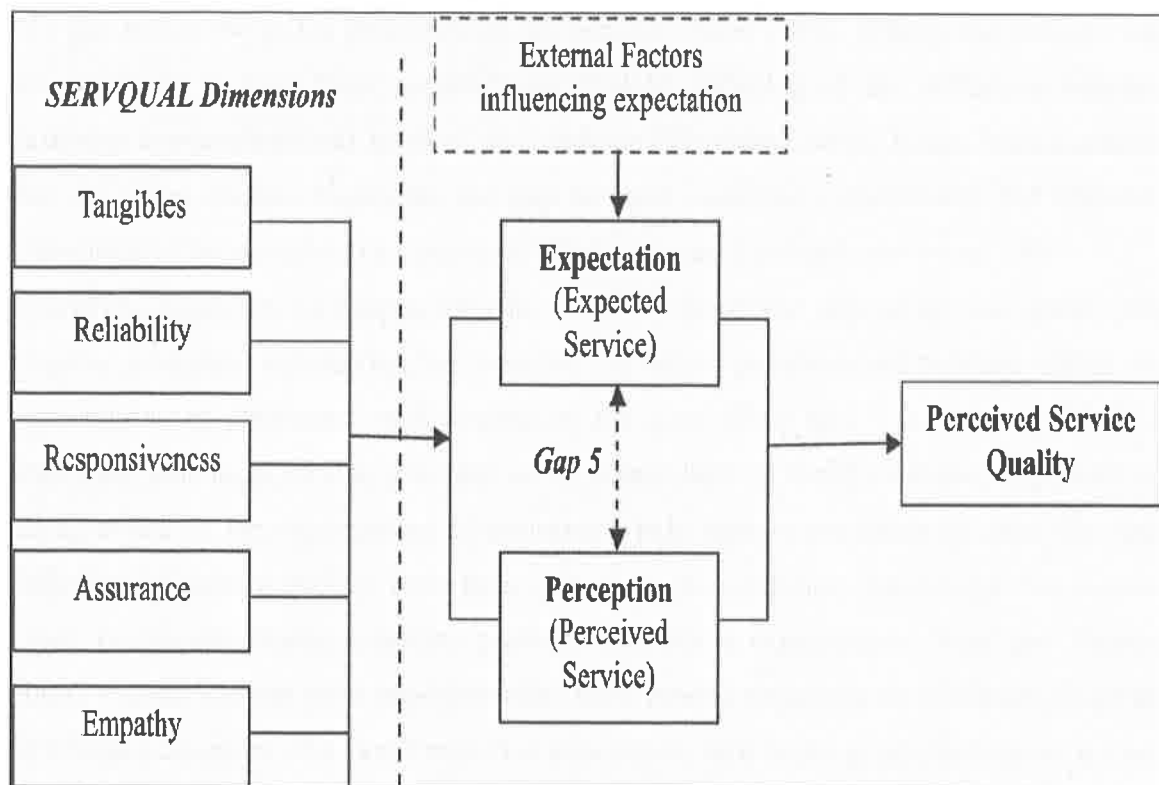 SERVQUAL Dimensions
Tangibles
Reliability
Responsiveness
Assurance
Empathy
External Factors
influencing expectation
Expectation
(Expected
Service)
Gap 5
Perception
(Perceived
Service)
Perceived Service
Quality